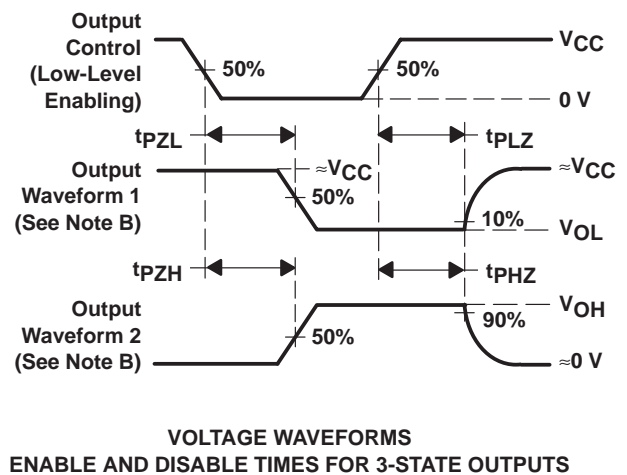 Output
Control
(Low-Level
Enabling)
50%
50%
VCC
0 V
tPZL
tPLZ
Output
Waveform 1
(See Note B)
≈VCC
50%
≈VCC
10%
VOL
tPZH
tPHZ
Output
Waveform 2
(See Note B)
50%
VOH
90%
≈0 V
VOLTAGE WAVEFORMS
ENABLE AND DISABLE TIMES FOR 3-STATE OUTPUTS